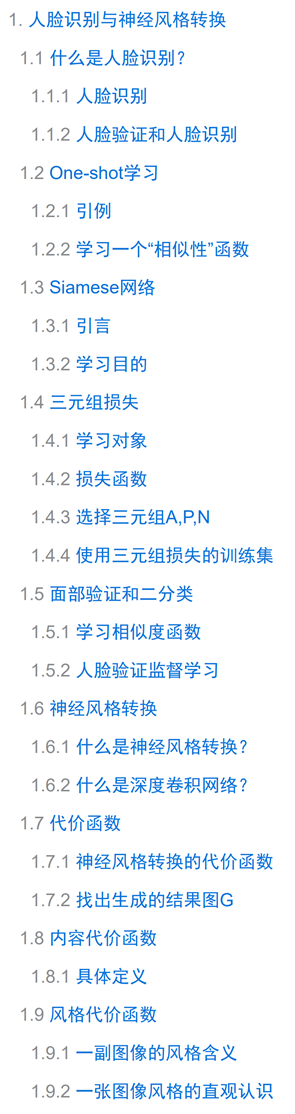 1. 人脸识别与神经风格转换
1.1 什么是人脸识别?
1.1.1 人脸识别
1.1.2 人脸验证和人脸识别
1.2 One-shot学习
1.2.1 引例
1.2.2 学习一个“相似性”函数
1.3 Siamese网络
1.3.1 引言
1.3.2 学习目的
1.4 三元组损失
1.4.1 学习对象
1.4.2 损失函数
1.4.3 选择三元组A,P,N
1.4.4 使用三元组损失的训练集
1.5 面部验证和二分类
1.5.1 学习相似度函数
1.5.2 人脸验证监督学习
1.6 神经风格转换
1.6.1 什么是神经风格转换?
1.6.2 什么是深度卷积网络?
1.7 代价函数
1.7.1 神经风格转换的代价函数
1.7.2 找出生成的结果图G
1.8 内容代价函数
1.8.1 具体定义
1.9 风格代价函数
1.9.1 一副图像的风格含义
1.9.2 一张图像风格的直观认识